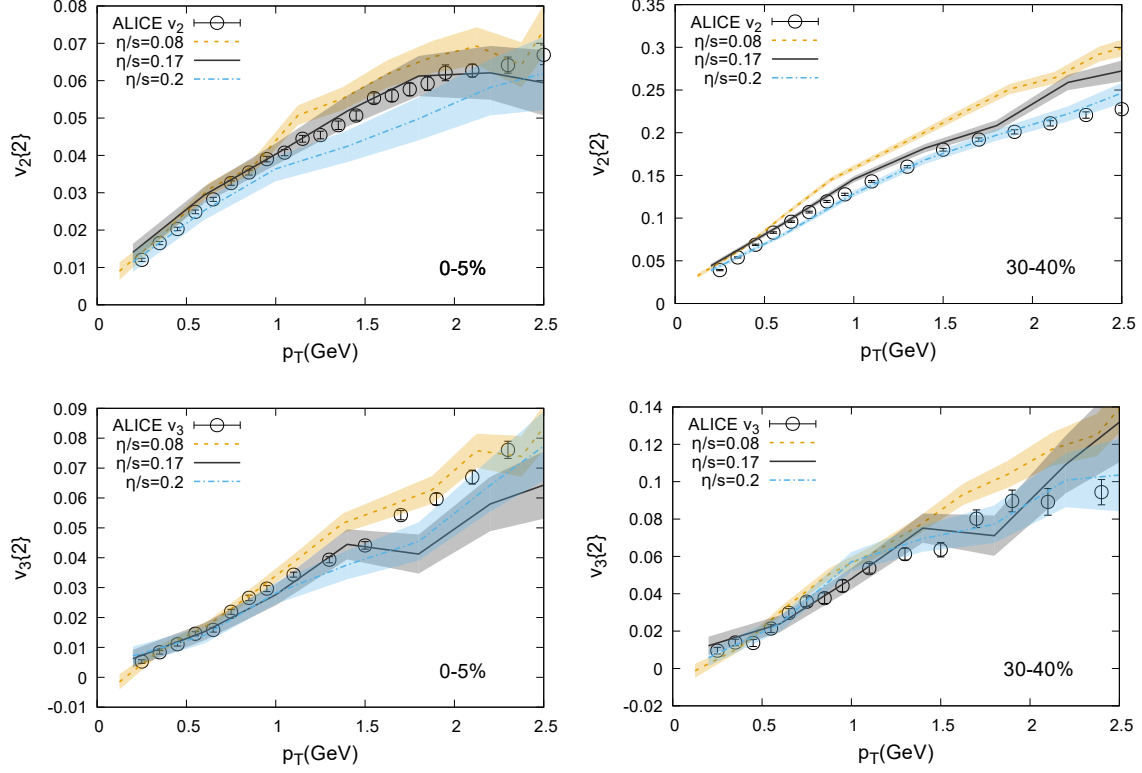 0.08
0.07
0.06
0.05
0.04
0.03
0.02
0.01
0
v2{2}
ALICE v2
η/s=0.08
η/s=0.17
η/s=0.2
0-5%
0 0.5 1 1.5 2 2.5
pT(GeV)
0.35
0.3
0.25
0.2
0.15
0.1
0.05
0
v2{2}
ALICE v2
η/s=0.08
η/s=0.17
η/s=0.2
30-40%
0 0.5 1 1.5 2 2.5
pT(GeV)
0.09
0.08
0.07
0.06
0.05
0.04
0.03
0.02
0.01
0
-0.01
v3{2}
ALICE v3
η/s=0.08
η/s=0.17
η/s=0.2
0-5%
0 0.5 1 1.5 2 2.5
pT(GeV)
0.14
0.12
0.1
0.08
0.06
0.04
0.02
0
-0.02
v3{2}
ALICE v3
η/s=0.08
η/s=0.17
η/s=0.2
30-40%
0 0.5 1 1.5 2 2.5
pT(GeV)